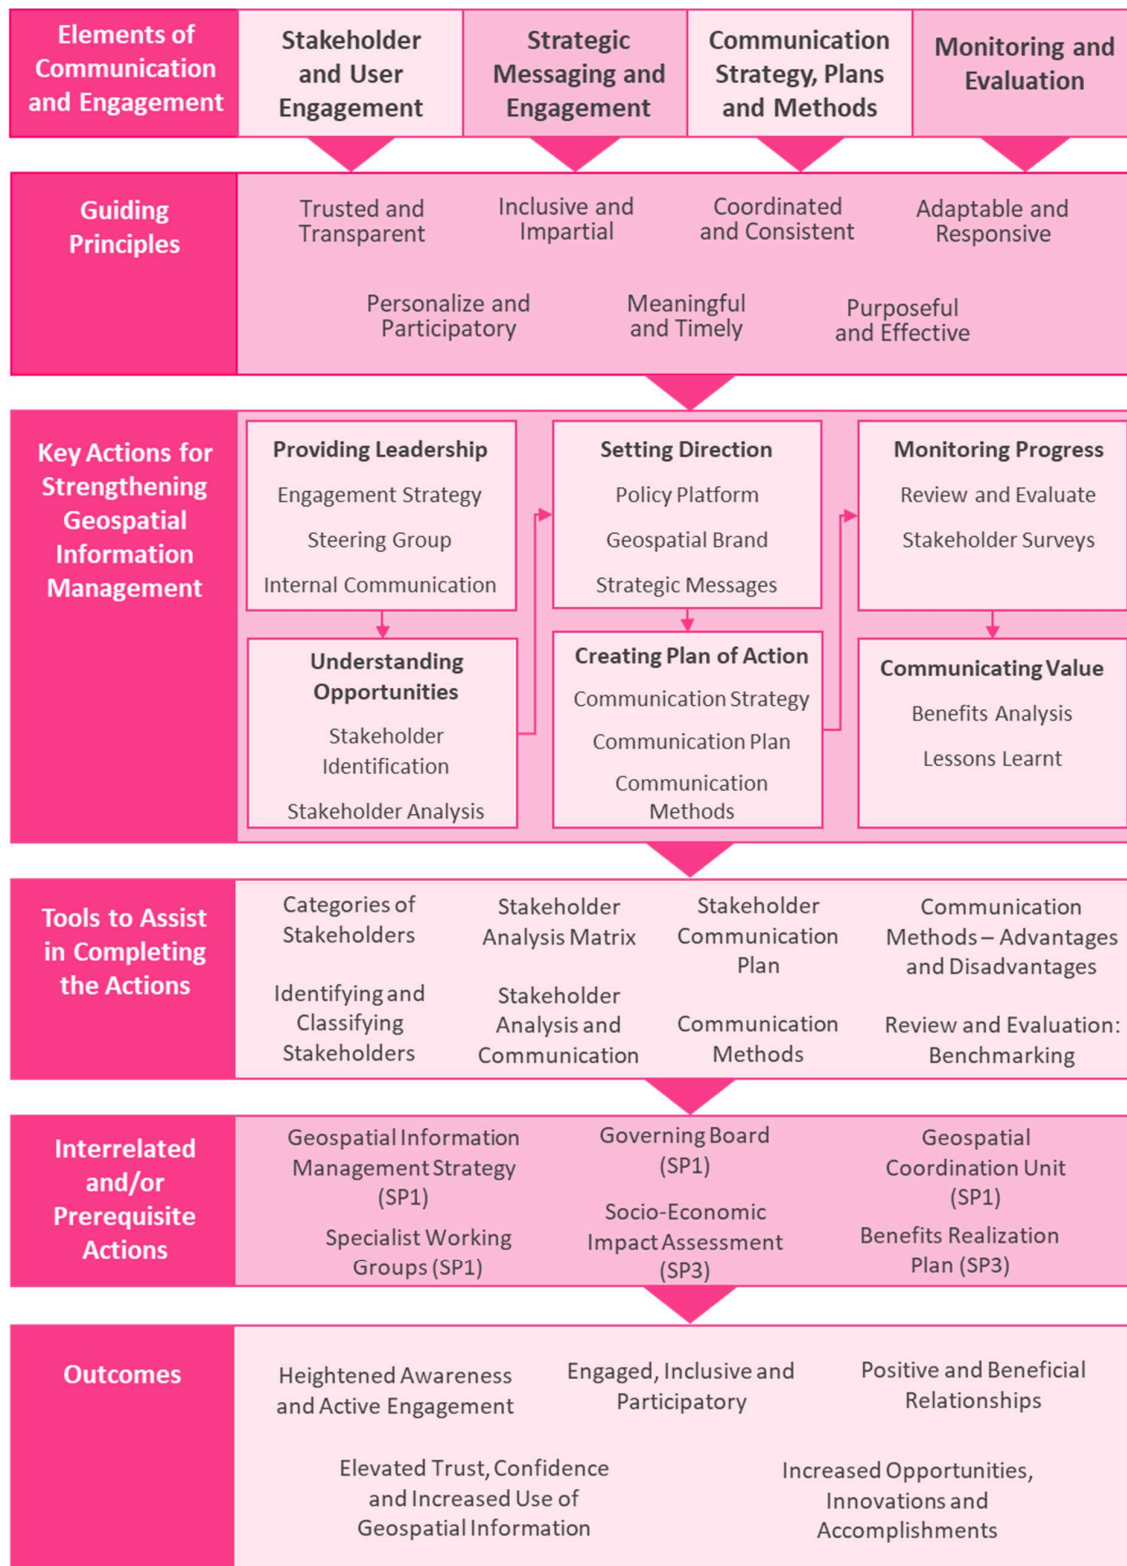 Elements of
Communication
and Engagement
Stakeholder
and User
Engagement
Strategic
Messaging and
Engagement
Communication
Strategy, Plans
and Methods
Monitoring and
Evaluation
Guiding
Principles
Trusted and
Transparent
Inclusive and
Impartial
Coordinated
and Consistent
Adaptable and
Responsive
Personalize and
Participatory
Meaningful
and Timely
Purposeful
and Effective
Key Actions for
Strengthening
Geospatial
Information
Management
Providing Leadership
Engagement Strategy
Steering Group
Internal Communication
Understanding
Opportunities
Stakeholder
Identification
Stakeholder Analysis
Setting Direction
Policy Platform
Geospatial Brand
Strategic Messages
Creating Plan of Action
Communication Strategy
Communication Plan
Communication
Methods
Monitoring Progress
Review and Evaluate
Stakeholder Surveys
Communicating Value
Benefits Analysis
Lessons Learnt
Tools to Assist
in Completing
the Actions
Categories of
Stakeholders
Stakeholder
Analysis Matrix
Stakeholder
Communication
Plan
Communication
Methods – Advantages
and Disadvantages
Identifying and
Classifying
Stakeholders
Stakeholder
Analysis and
Communication
Communication
Methods
Review and Evaluation:
Benchmarking
Interrelated
and/or
Prerequisite
Actions
Geospatial Information
Management Strategy
(SP1)
Governing Board
(SP1)
Geospatial
Coordination Unit
(SP1)
Specialist Working
Groups (SP1)
Socio-Economic
Impact Assessment
(SP3)
Benefits Realization
Plan (SP3)
Outcomes
Heightened Awareness
and Active Engagement
Engaged, Inclusive and
Participatory
Positive and Beneficial
Relationships
Elevated Trust, Confidence
and Increased Use of
Geospatial Information
Increased Opportunities,
Innovations and
Accomplishments